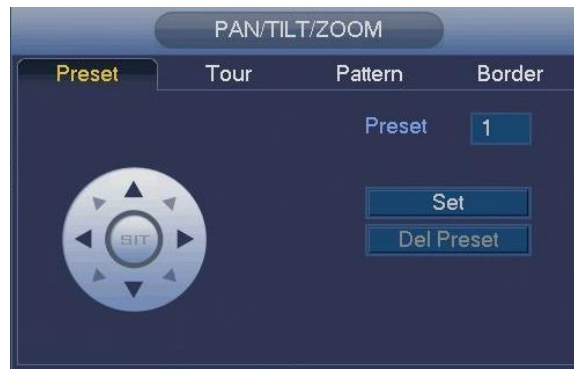 PAN/TILT/ZOOM
Preset Tour Pattern Border
Preset 1
Set
SIT
Del Preset